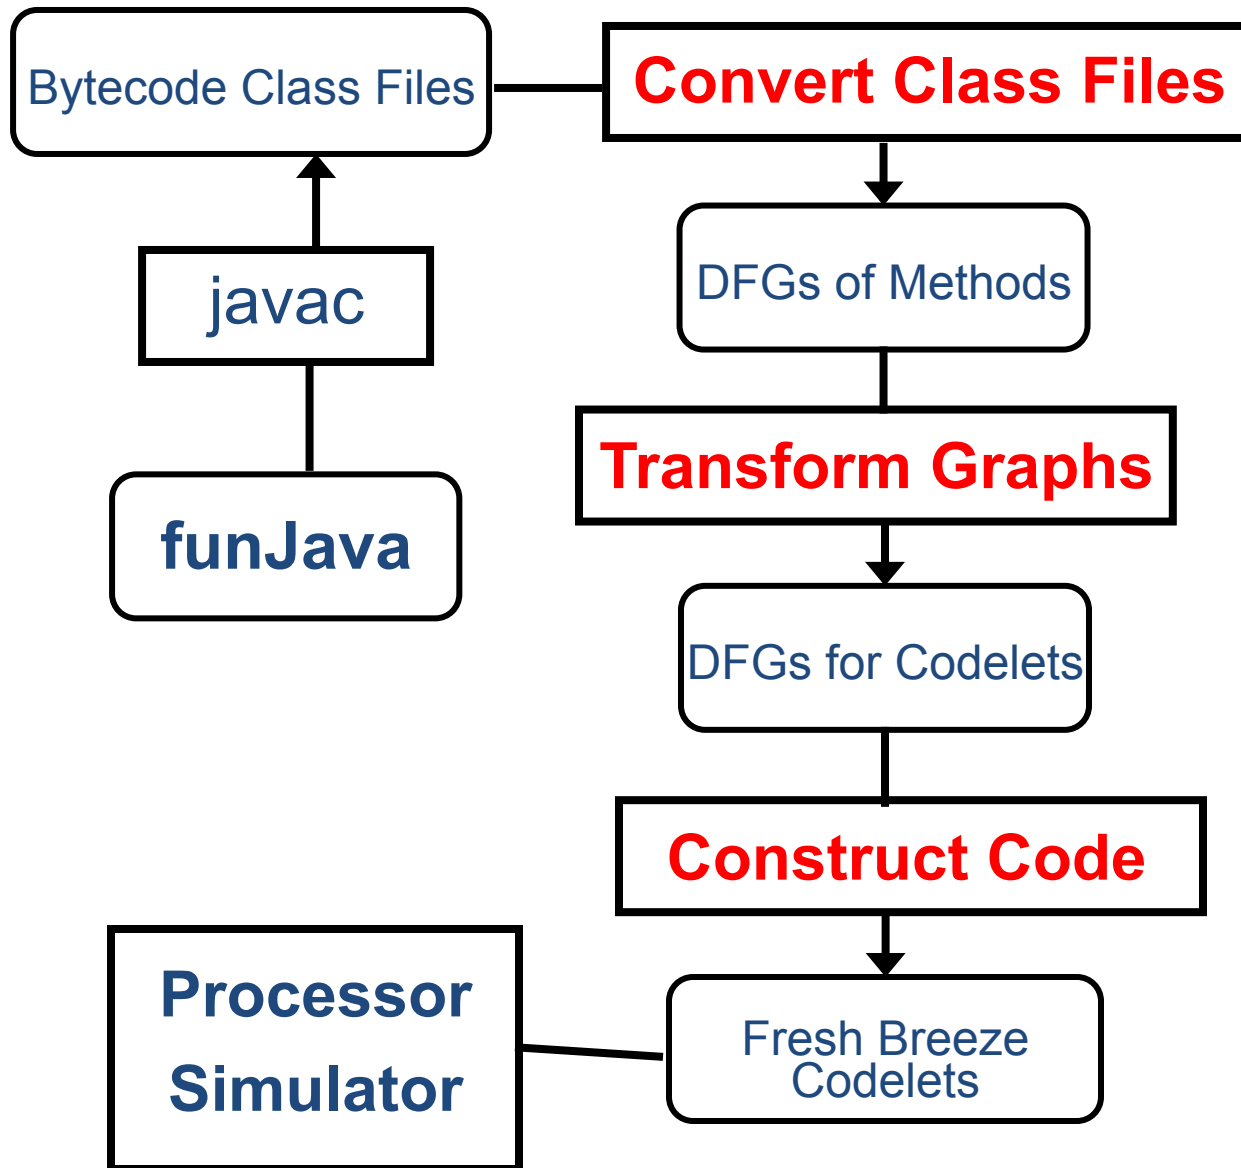 Bytecode Class Files
Convert Class Files
javac
DFGs of Methods
funJava
Transform Graphs
DFGs for Codelets
Construct Code
Processor
Simulator
Fresh Breeze
Codelets